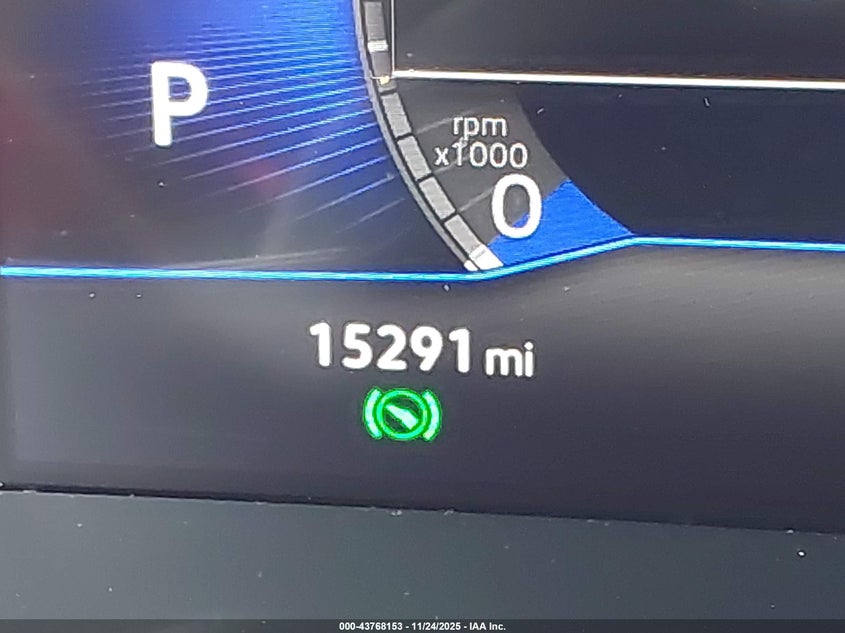 P
rpm
x1000
0
15291 mi
000-43768153 - 11/24/2025 - IAA Inc.